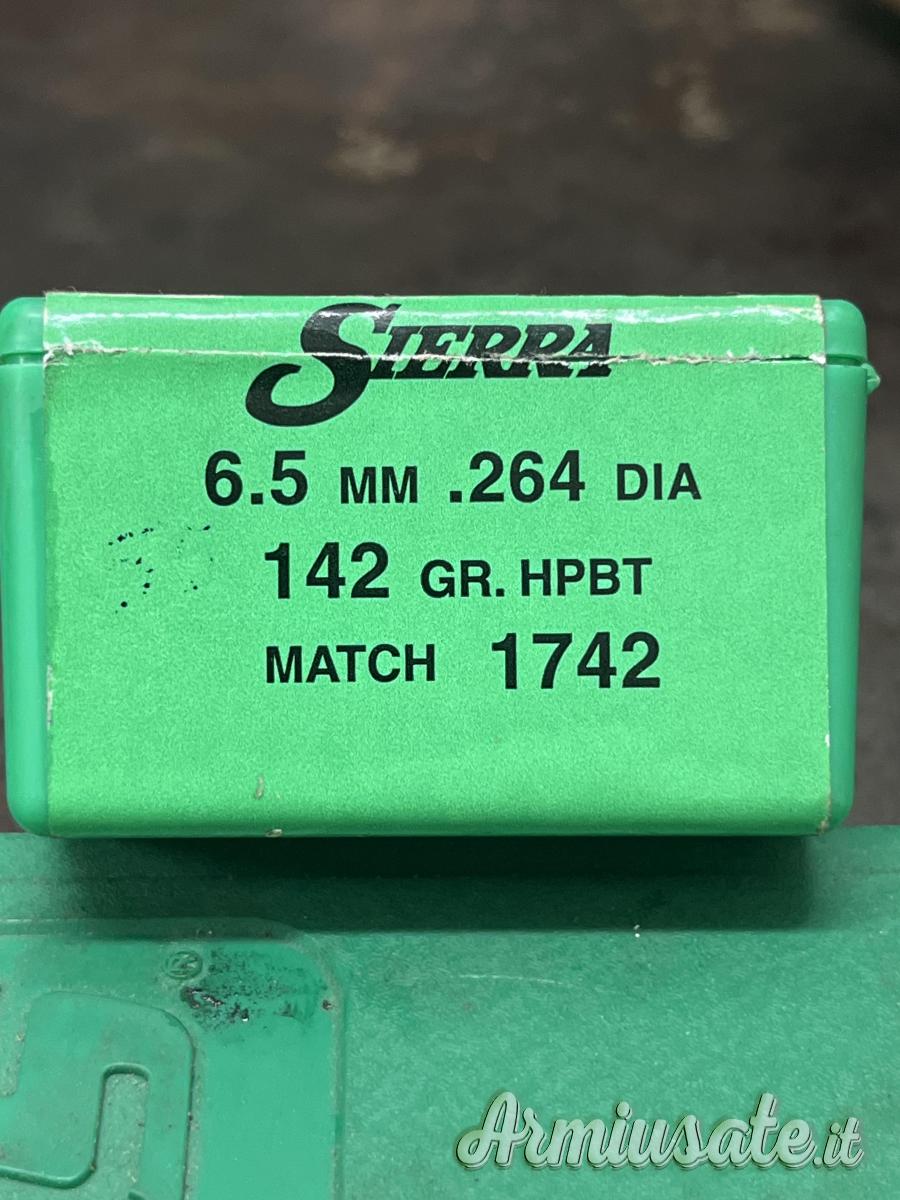 SIERRA
6.5 MM .264 DIA
142 GR. HPBT
MATCH 1742
Armiusate.it